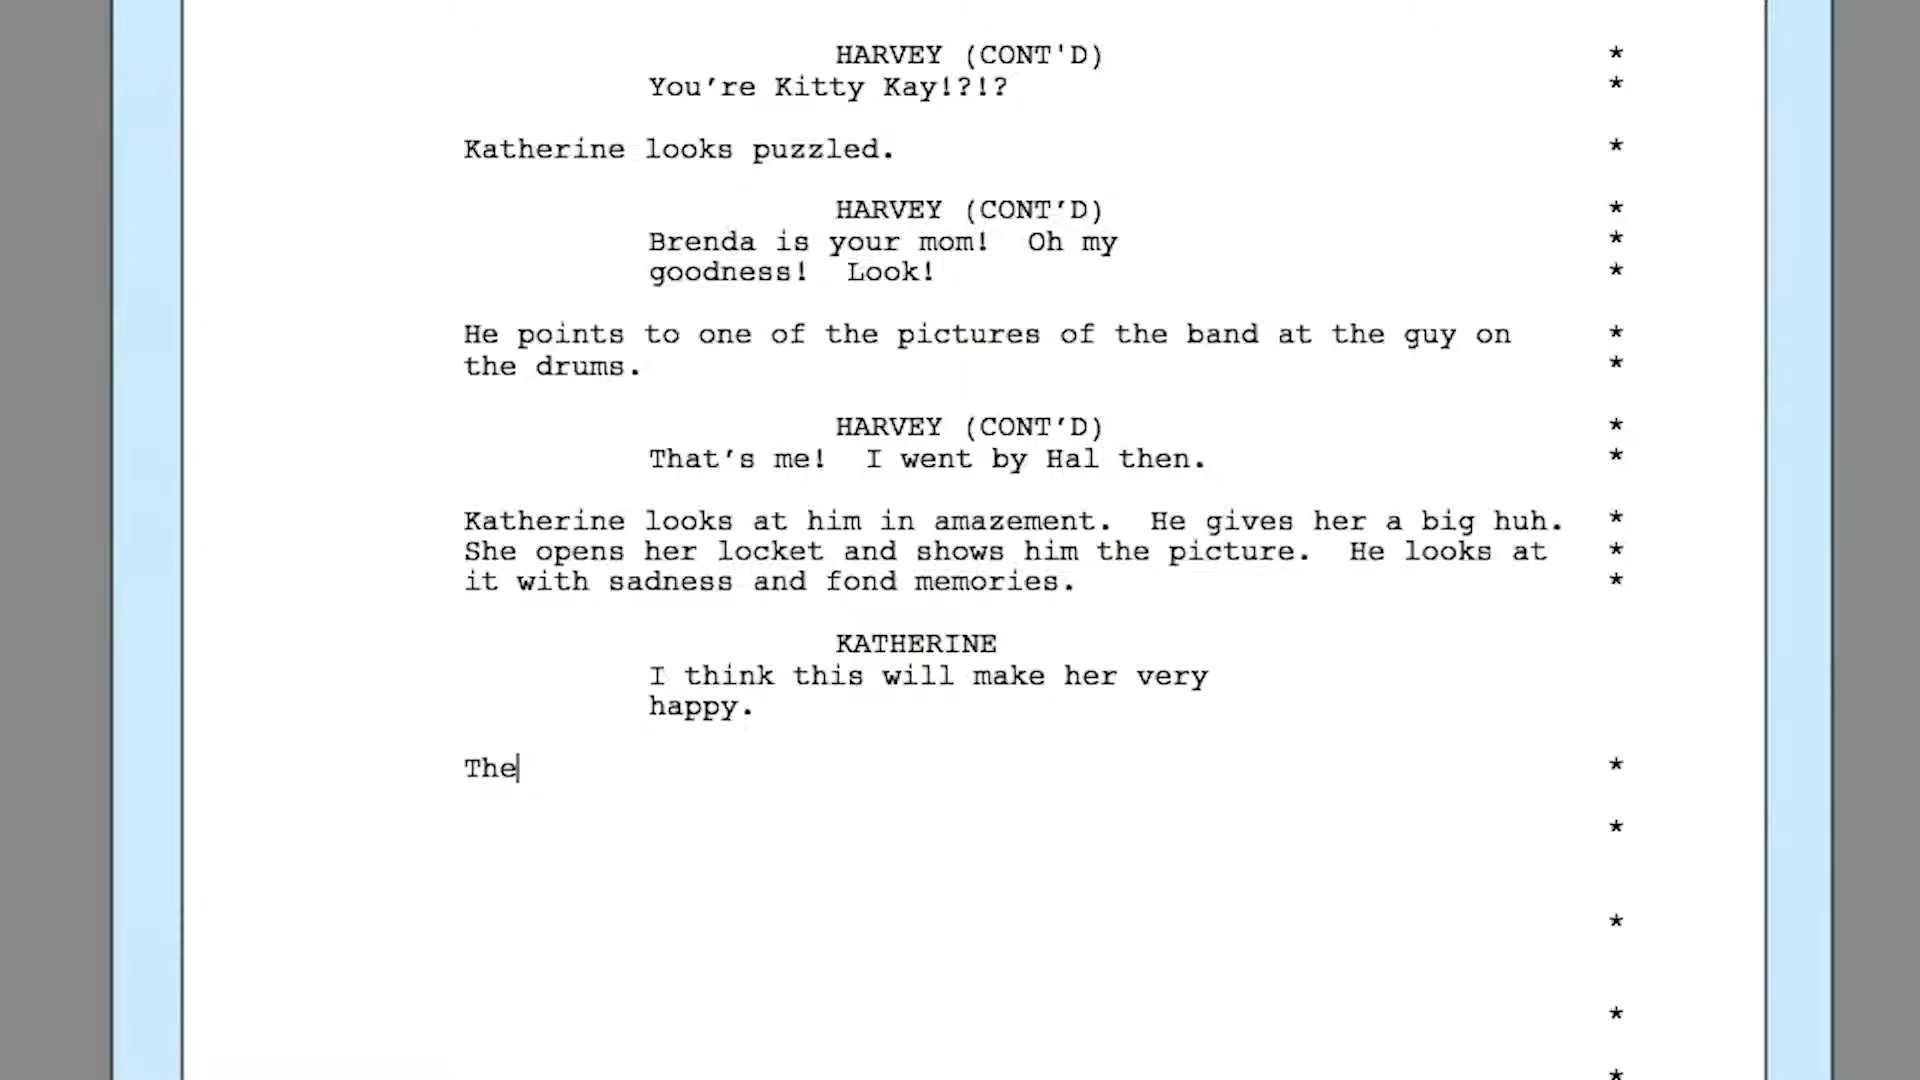 HARVEY (CONT'D) *
You’re Kitty Kay!?!? *
Katherine looks puzzled. *
HARVEY (CONT’D) *
Brenda is your mom!  Oh my *
goodness!  Look! *
He points to one of the pictures of the band at the guy on *
the drums. *
HARVEY (CONT’D) *
That’s me!  I went by Hal then. *
Katherine looks at him in amazement.  He gives her a big huh. *
She opens her locket and shows him the picture.  He looks at *
it with sadness and fond memories. *
KATHERINE
I think this will make her very
happy.
The *
*
*
*
*